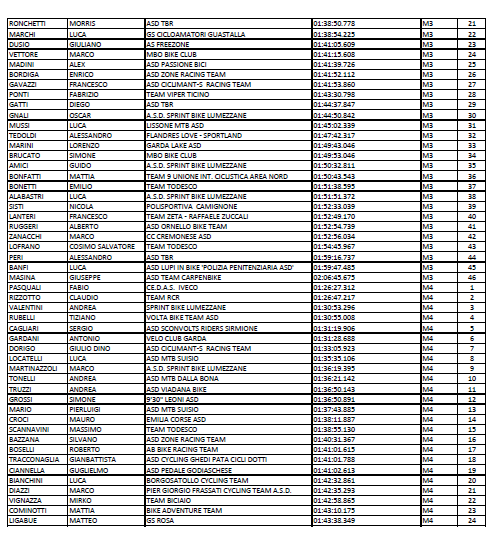 RONCHETTI MORRIS ASD TBR 01:38:50.778 M3 21
MARCHI LUCA GS CICLOAMATORI GUASTALLA 01:38:54.225 M3 22
DUSIO GIULIANO AS FREEZONE 01:41:05.609 M3 23
VETTORE MARCO MBO BIKE CLUB 01:41:15.608 M3 24
MADINI ALEX ASD PASSIONE BICI 01:41:39.726 M3 25
BORDIGA ENRICO ASD ZONE RACING TEAM 01:41:52.112 M3 26
GAVAZZI FRANCESCO ASD CICLIMANT-S RACING TEAM 01:41:53.860 M3 27
PONTI FABRIZIO TEAM VIPER TICINO 01:43:30.798 M3 28
GATTI DIEGO ASD TBR 01:44:37.847 M3 29
GNALI OSCAR A.S.D. SPRINT BIKE LUMEZZANE 01:44:50.842 M3 30
MUSSI LUCA LISSONE MTB ASD 01:45:02.339 M3 31
TEDOLDI ALESSANDRO FLANDRES LOVE - SPORTLAND 01:47:42.317 M3 32
MARINI LORENZO GARDA LAKE ASD 01:49:43.046 M3 33
BRUCATO SIMONE MBO BIKE CLUB 01:49:53.046 M3 34
AMICI GUIDO A.S.D. SPRINT BIKE LUMEZZANE 01:50:32.811 M3 35
BONFATTI MATTIA TEAM 9 UNIONE INT. CICLUSTICA AREA NORD 01:50:43.543 M3 36
BONETTI EMILIO TEAM TODESCO 01:51:38.595 M3 37
ALABASTRI LUCA A.S.D. SPRINT BIKE LUMEZZANE 01:51:51.372 M3 38
SISTI NICOLA POLISPORTIVA CAMIGNONE 01:52:33.039 M3 39
LANTERI FRANCESCO TEAM ZETA - RAFFAELE ZUCCALI 01:52:49.170 M3 40
RUGGERI ALBERTO ASD ORNELLO BIKE TEAM 01:52:54.739 M3 41
ZANACCHI MARCO CC CREMONESE ASD 01:52:56.034 M3 42
LOFRANO COSIMO SALVATORE TEAM TODESCO 01:54:45.967 M3 43
PERI ALESSANDRO ASD TBR 01:59:16.737 M3 44
BANFI LUCA ASD LUPI IN BIKE 'POLIZIA PENITENZIARIA ASD' 01:59:47.485 M3 45
MASINA GIUSEPPE ASD TEAM CARPENBIKE 02:06:45.675 M3 46
PASQUALI FABIO CE.D.A.S. IVECO 01:26:27.312 M4 1
RIZZOTTO CLAUDIO TEAM RCR 01:26:47.217 M4 2
VALENTINI ANDREA SPRINT BIKE LUMEZZANE 01:30:53.296 M4 3
RUBELLI TIZIANO VOLTA BIKE TEAM ASD 01:30:55.008 M4 4
CAGLIARI SERGIO ASD SCONVOLTS RIDERS SIRMIONE 01:31:19.906 M4 5
GARDANI ANTONIO VELO CLUB GARDA 01:31:28.688 M4 6
DORIGO GIULIO DINO ASD CICLIMANT-S RACING TEAM 01:33:05.923 M4 7
LOCATELLI LUCA ASD MTB SUISIO 01:35:35.106 M4 8
MARTINAZZOLI MARCO A.S.D. SPRINT BIKE LUMEZZANE 01:36:19.395 M4 9
TONELLI ANDREA ASD MTB DALLA BONA 01:36:21.142 M4 10
TRUZZI ANDREA ASD VIADANA BIKE 01:36:50.143 M4 11
GROSSI SIMONE 9'30" LEONI ASD 01:36:50.891 M4 12
MARIO PIERLUIGI ASD MTB SUISIO 01:37:43.885 M4 13
CROCI MAURO EMILIA CORSE ASD 01:38:11.887 M4 14
SCANNAVINI MASSIMO TEAM TODESCO 01:38:55.130 M4 15
BAZZANA SILVANO ASD ZONE RACING TEAM 01:40:31.367 M4 16
BOSELLI ROBERTO AB BIKE RACING TEAM 01:41:01.615 M4 17
TRACCONAGLIA GIANBATTISTA ASD CYCLING GHEDI PATA CICLI DOTTI 01:41:01.788 M4 18
CIANNELLA GUGLIELMO ASD PEDALE GODIASCHESE 01:41:02.613 M4 19
BIANCHINI LUCA BORGOSATOLLO CYCLING TEAM 01:42:32.861 M4 20
DIAZZI MARCO PIER GIORGIO FRASSATI CYCLING TEAM A.S.D. 01:42:35.293 M4 21
VIGNAZZA MIRKO TEAM BICIAIO 01:42:58.865 M4 22
COMINOTTI MATTIA BIKE ADVENTURE TEAM 01:43:10.175 M4 23
LIGABUE MATTEO GS ROSA 01:43:38.349 M4 24